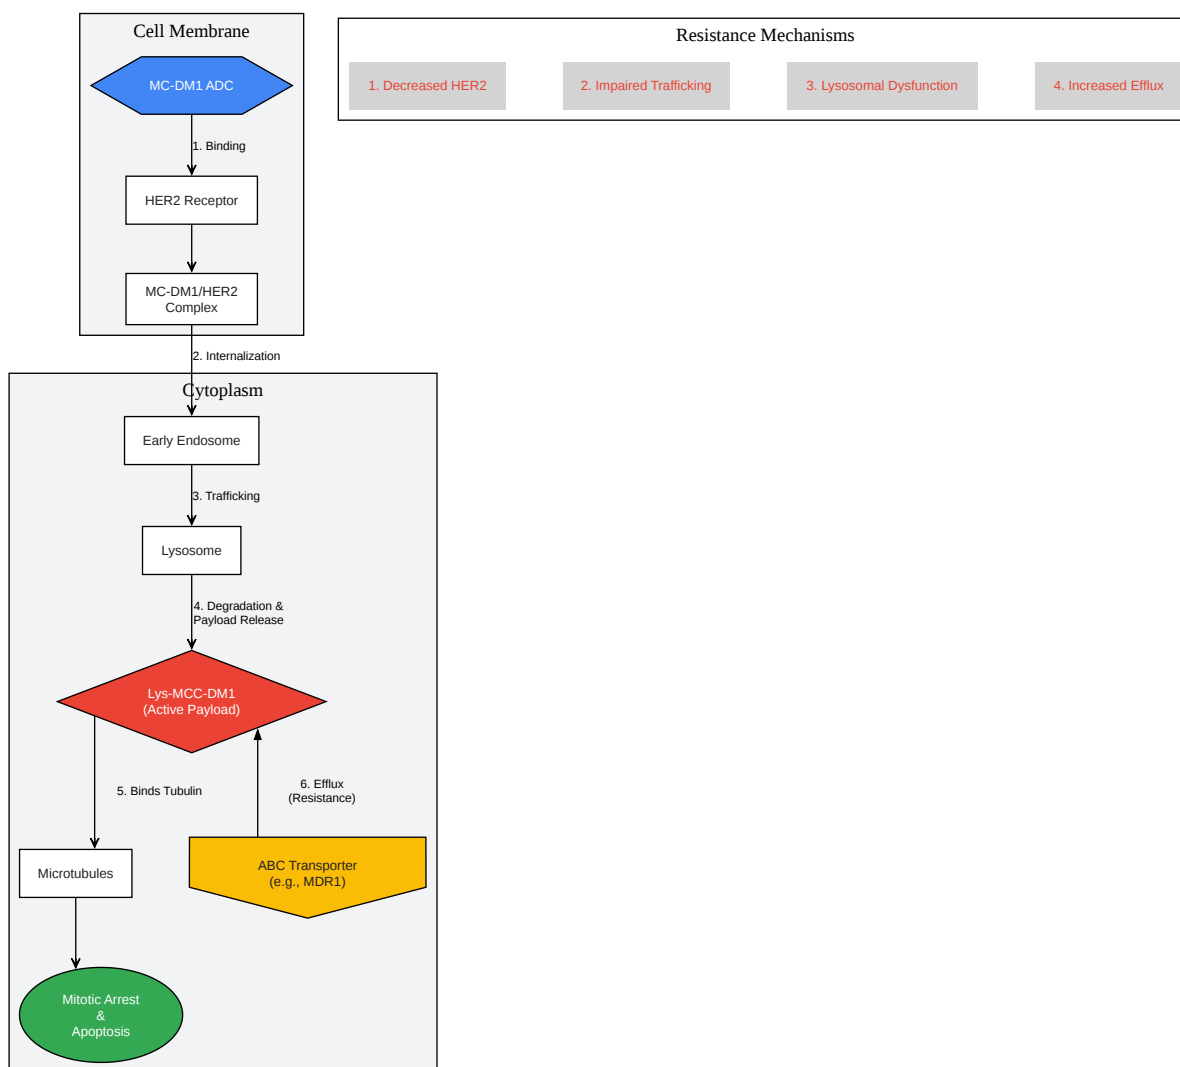 Cell Membrane
MC-DM1 ADC
1. Binding
HER2 Receptor
MC-DM1/HER2
Complex
2. Internalization
Resistance Mechanisms
1. Decreased HER2
2. Impaired Trafficking
3. Lysosomal Dysfunction
4. Increased Efflux
Cytoplasm
Early Endosome
3. Trafficking
Lysosome
4. Degradation &
Payload Release
Lys-MCC-DM1
(Active Payload)
5. Binds Tubulin
6. Efflux
(Resistance)
Microtubules
ABC Transporter
(e.g., MDR1)
Mitotic Arrest
&
Apoptosis